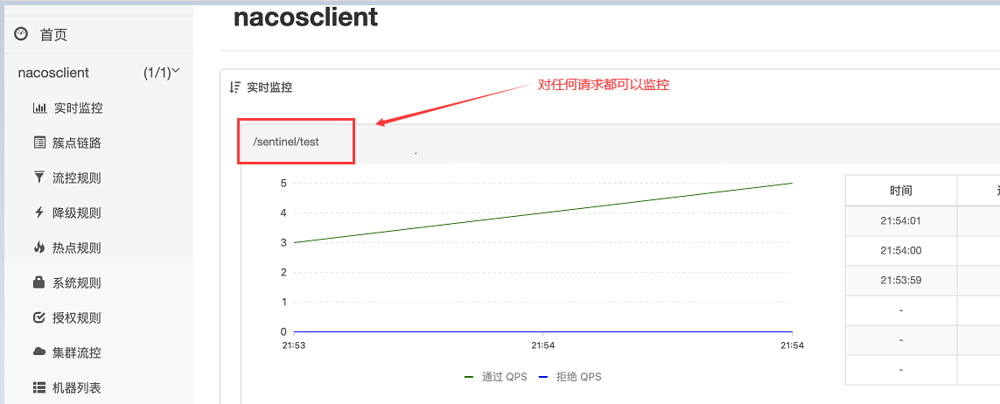 nacosclient
首页
nacosclient (1/1)
实时监控
簇点链路
流控规则
降级规则
热点规则
系统规则
授权规则
集群流控
机器列表
实时监控
对任何请求都可以监控
/sentinel/test
5
4
3
2
1
0
21:53 21:54 21:54
通过 QPS 拒绝 QPS
时间
21:54:01
21:54:00
21:53:59
-
-
-